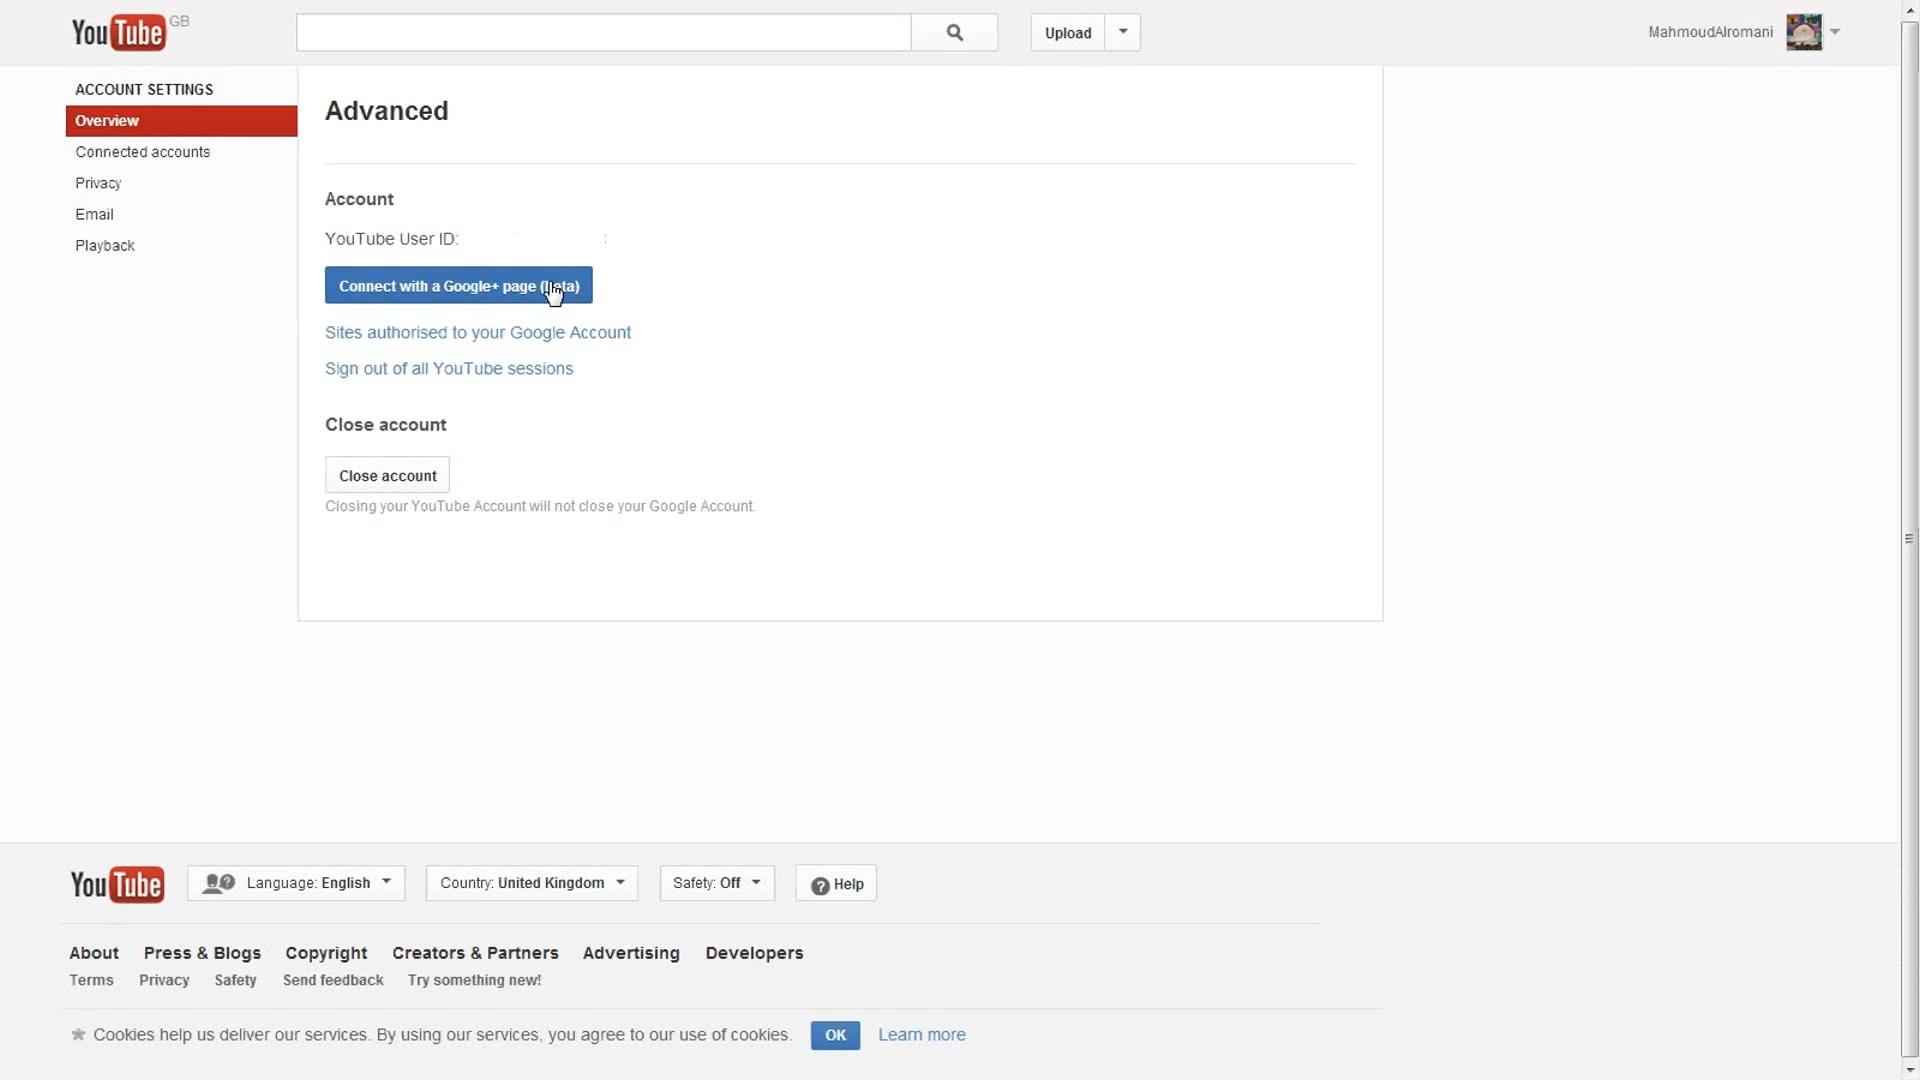 YouTube GB
Upload
MahmoudAlromani
ACCOUNT SETTINGS
Overview
Connected accounts
Privacy
Email
Playback
Advanced
Account
YouTube User ID:
Connect with a Google+ page
Sites authorised to your Google Account
Sign out of all YouTube sessions
Close account
Close account
Closing your YouTube Account will not close your Google Account.
YouTube
Language: English
Country: United Kingdom
Safety: Off
Help
About Press & Blogs Copyright Creators & Partners Advertising Developers
Terms Privacy Safety Send feedback Try something new!
Cookies help us deliver our services. By using our services, you agree to our use of cookies. OK Learn more